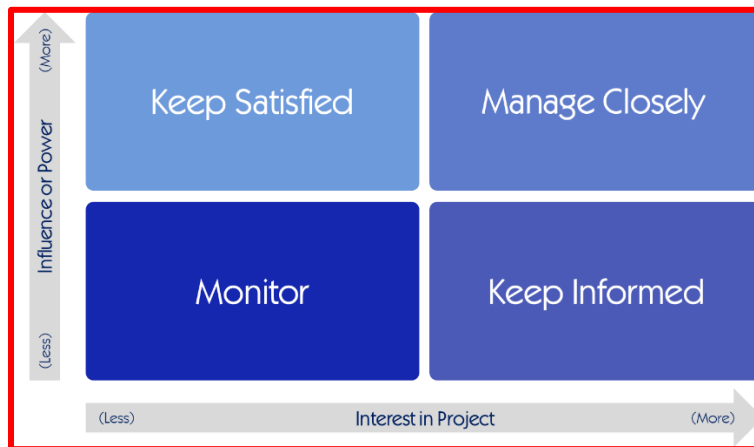 (More)
Keep Satisfied
Manage Closely
Influence or Power
Monitor
Keep Informed
(Less)
(Less)
Interest in Project
(More)